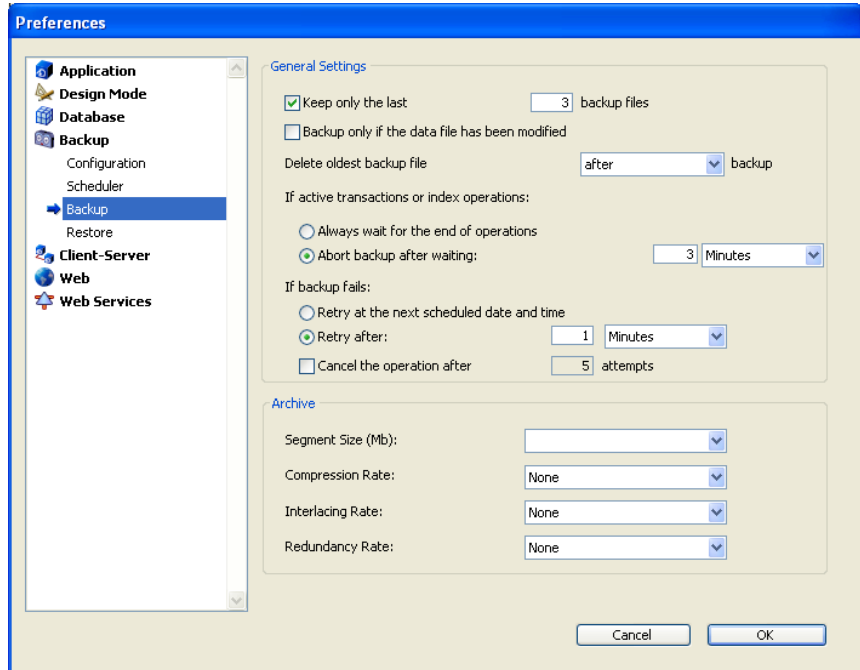 Preferences
Application
Design Mode
Database
Backup
Configuration
Scheduler
Backup
Restore
Client-Server
Web
Web Services
General Settings
Keep only the last 3 backup files
Backup only if the data file has been modified
Delete oldest backup file after backup
If active transactions or index operations:
Always wait for the end of operations
Abort backup after waiting: 3 Minutes
If backup fails:
Retry at the next scheduled date and time
Retry after: 1 Minutes
Cancel the operation after 5 attempts
Archive
Segment Size (Mb):
Compression Rate: None
Interlacing Rate: None
Redundancy Rate: None
Cancel OK